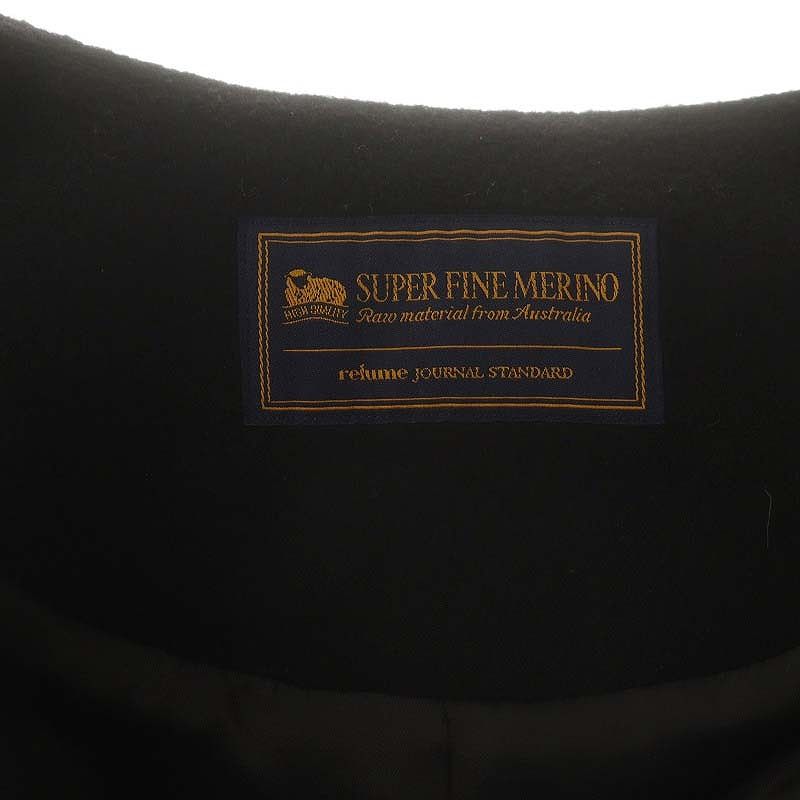 SUPER FINE MERINO
HIGH QUALITY
Raw material from Australia
relume JOURNAL STANDARD